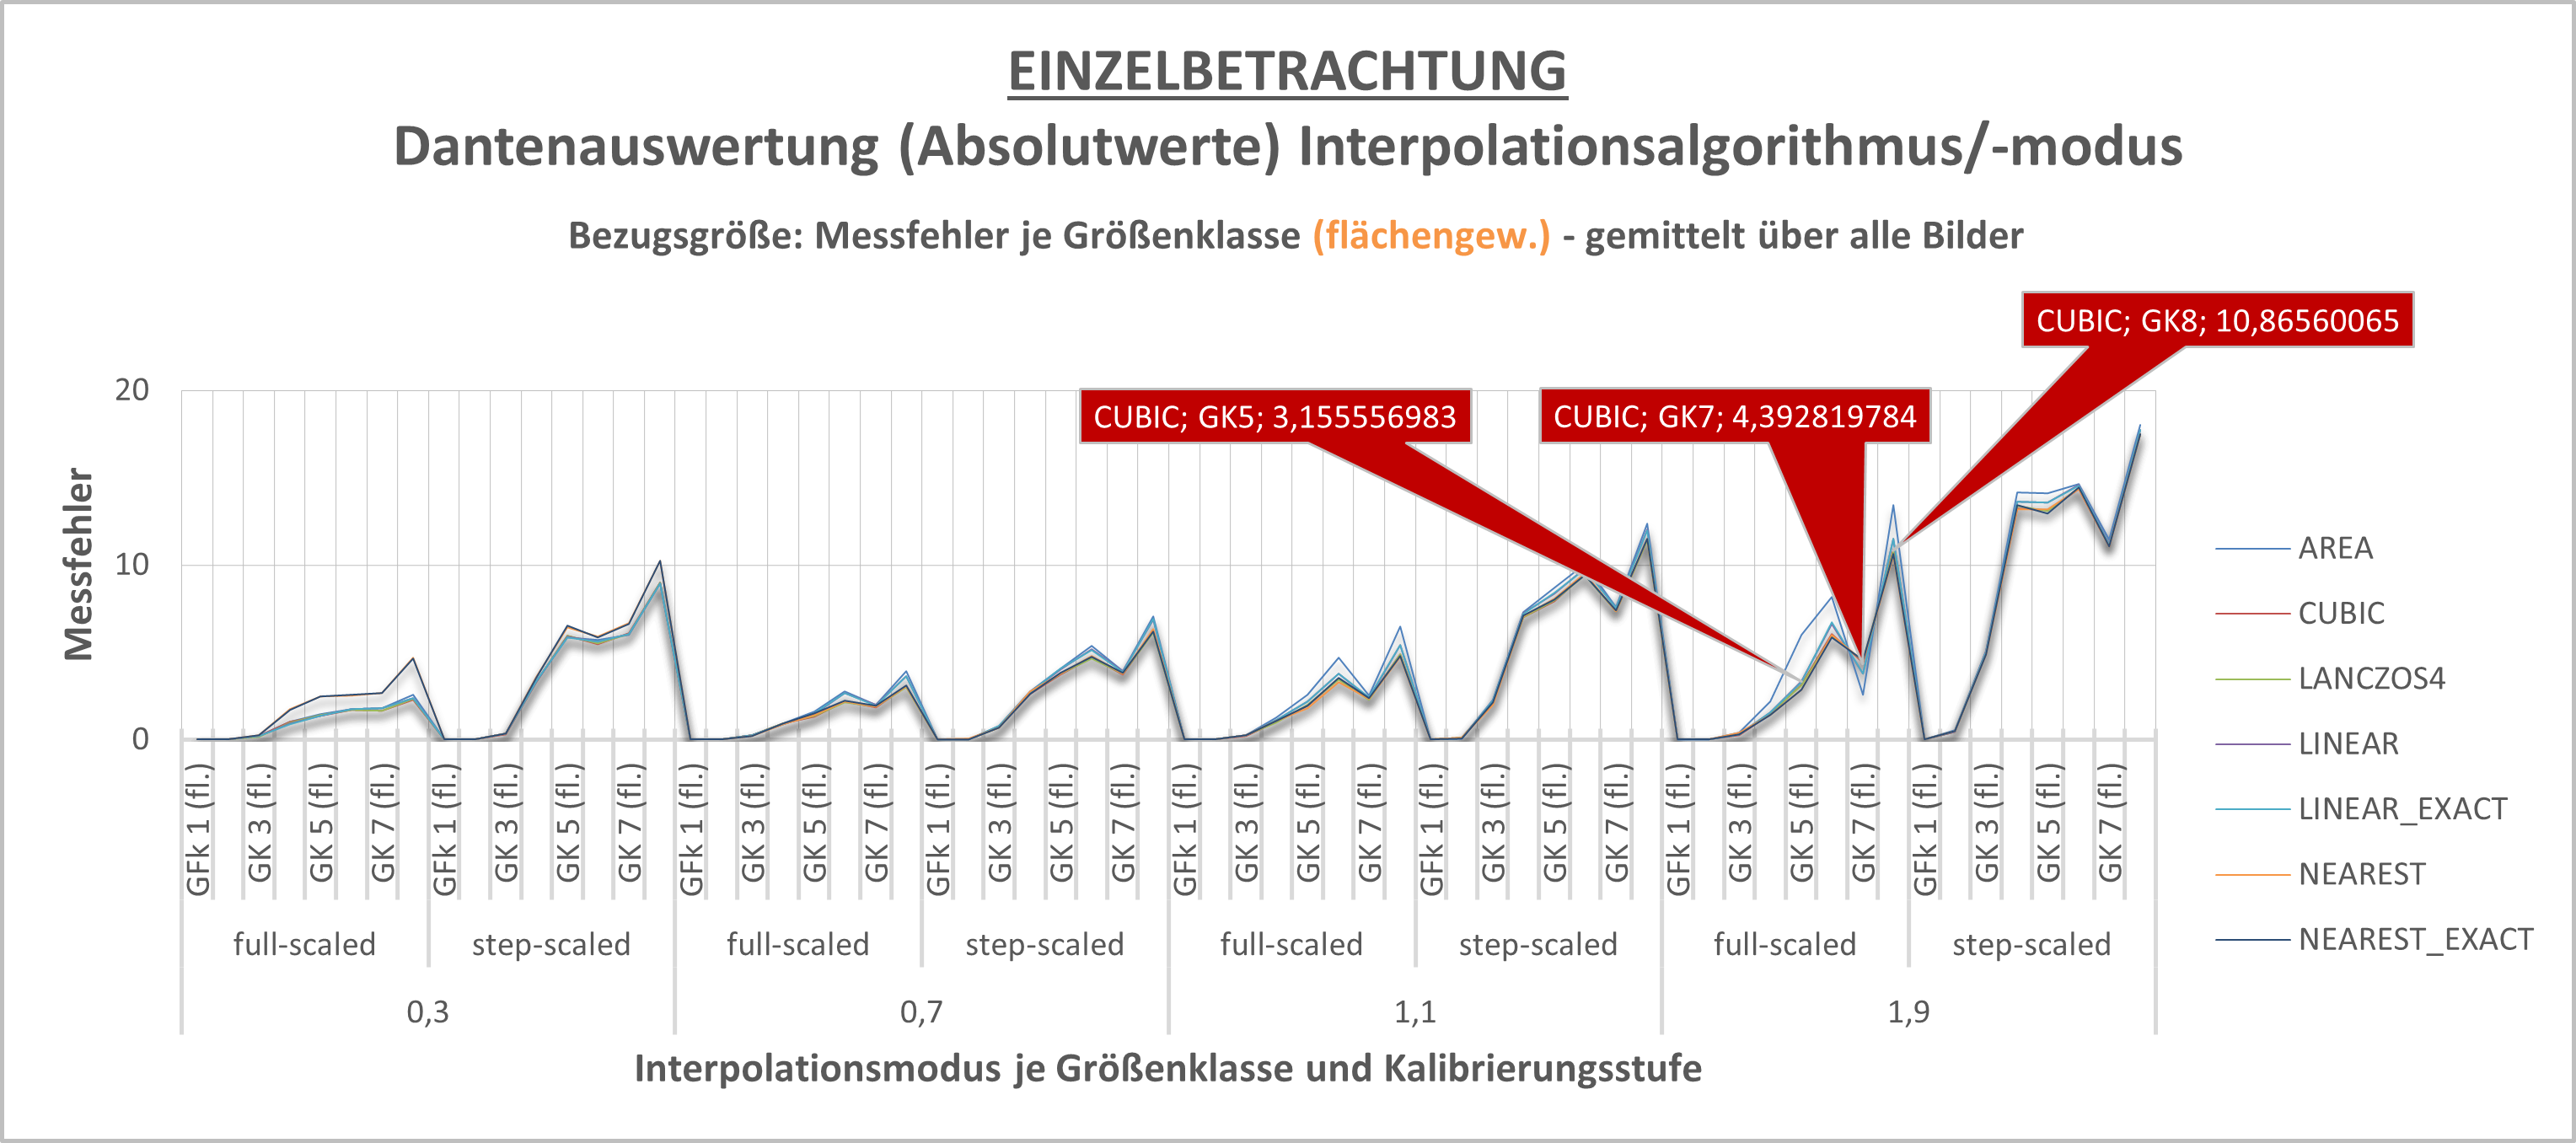 EINZELBETRACHTUNG
Dantenauswertung (Absolutwerte) Interpolationsalgorithmus/-modus
Bezugsgröße: Messfehler je Größenklasse (flächengew.) - gemittelt über alle Bilder
CUBIC; GK8; 10,86560065
CUBIC; GK5; 3,155556983
CUBIC; GK7; 4,392819784
20
10
0
Messfehler
AREA
CUBIC
LANCZOS4
LINEAR
LINEAR_EXACT
NEAREST
NEAREST_EXACT
GFk 1 (fl.)
GK 3 (fl.)
GK 5 (fl.)
GK 7 (fl.)
GFk 1 (fl.)
GK 3 (fl.)
GK 5 (fl.)
GK 7 (fl.)
GFk 1 (fl.)
GK 3 (fl.)
GK 5 (fl.)
GK 7 (fl.)
GFk 1 (fl.)
GK 3 (fl.)
GK 5 (fl.)
GK 7 (fl.)
GFk 1 (fl.)
GK 3 (fl.)
GK 5 (fl.)
GK 7 (fl.)
GFk 1 (fl.)
GK 3 (fl.)
GK 5 (fl.)
GK 7 (fl.)
GFk 1 (fl.)
GK 3 (fl.)
GK 5 (fl.)
GK 7 (fl.)
GFk 1 (fl.)
GK 3 (fl.)
GK 5 (fl.)
GK 7 (fl.)
full-scaled
step-scaled
full-scaled
step-scaled
full-scaled
step-scaled
full-scaled
step-scaled
0,3
0,7
1,1
1,9
Interpolationsmodus je Größenklasse und Kalibrierungsstufe